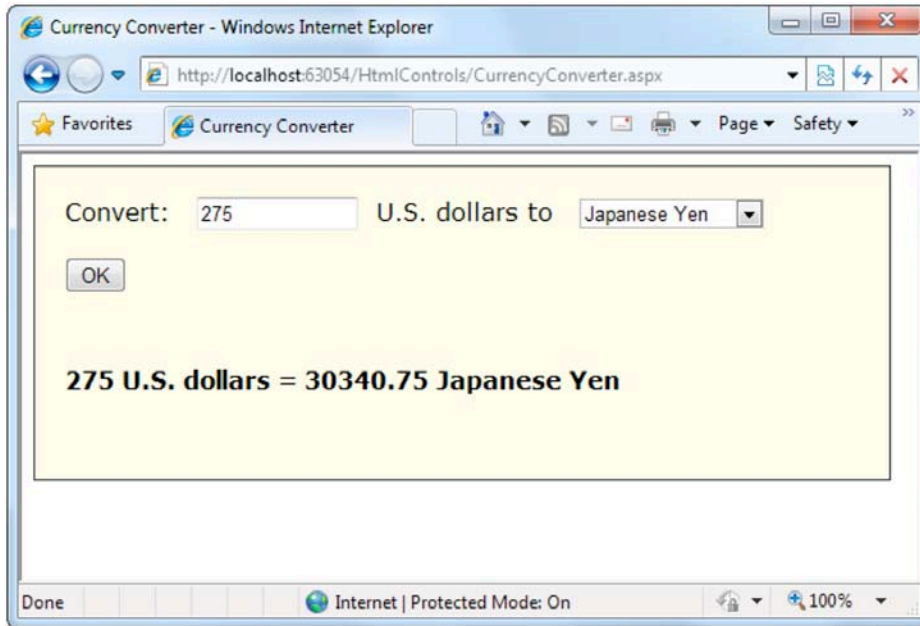 Currency Converter - Windows Internet Explorer
http://localhost:63054/HtmlControls/CurrencyConverter.aspx
Favorites Currency Converter Page Safety »
Convert: 275 U.S. dollars to Japanese Yen
OK
275 U.S. dollars = 30340.75 Japanese Yen
Done Internet | Protected Mode: On 100%